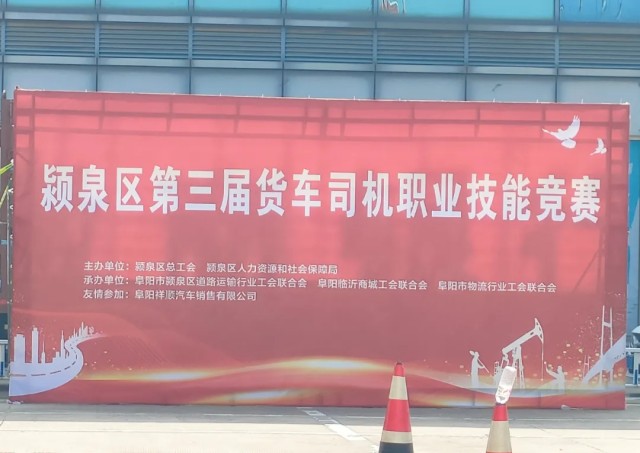 颍泉区第三届货车司机职业技能竞赛
主办单位：颍泉区总工会 颍泉区人力资源和社会保障局
承办单位：阜阳市颍泉区道路运输行业工会联合会 阜阳临沂商城工会联合会 阜阳市物流行业工会联合会
友情参加：阜阳祥顺汽车销售有限公司